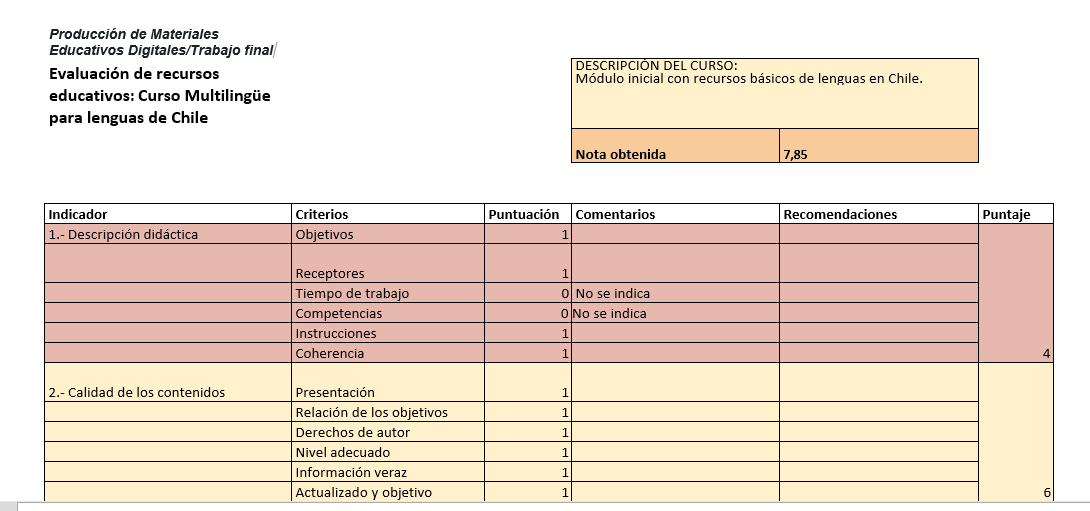 Producción de Materiales
Educativos Digitales/Trabajo final
Evaluación de recursos
educativos: Curso Multilingüe
para lenguas de Chile
DESCRIPCIÓN DEL CURSO:
Módulo inicial con recursos básicos de lenguas en Chile.
Nota obtenida 7,85
Indicador Criterios Puntuación Comentarios Recomendaciones Puntaje
1.- Descripción didáctica Objetivos 1
Receptores 1
Tiempo de trabajo 0 No se indica
Competencias 0 No se indica
Instrucciones 1
Coherencia 1 4
2.- Calidad de los contenidos Presentación 1
Relación de los objetivos 1
Derechos de autor 1
Nivel adecuado 1
Información veraz 1
Actualizado y objetivo 1 6